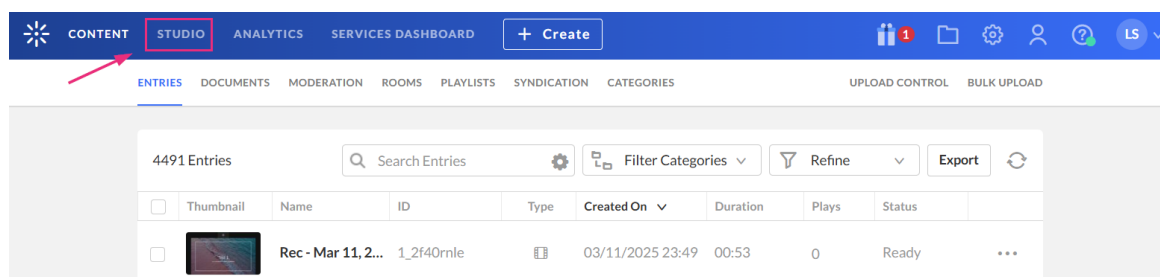 CONTENT STUDIO ANALYTICS SERVICES DASHBOARD + Create 1 LS
ENTRIES DOCUMENTS MODERATION ROOMS PLAYLISTS SYNDICATION CATEGORIES UPLOAD CONTROL BULK UPLOAD
4491 Entries Search Entries Filter Categories Refine Export
Thumbnail Name ID Type Created On Duration Plays Status
Rec - Mar 11, 2... 1_2f40rnle 03/11/2025 23:49 00:53 0 Ready